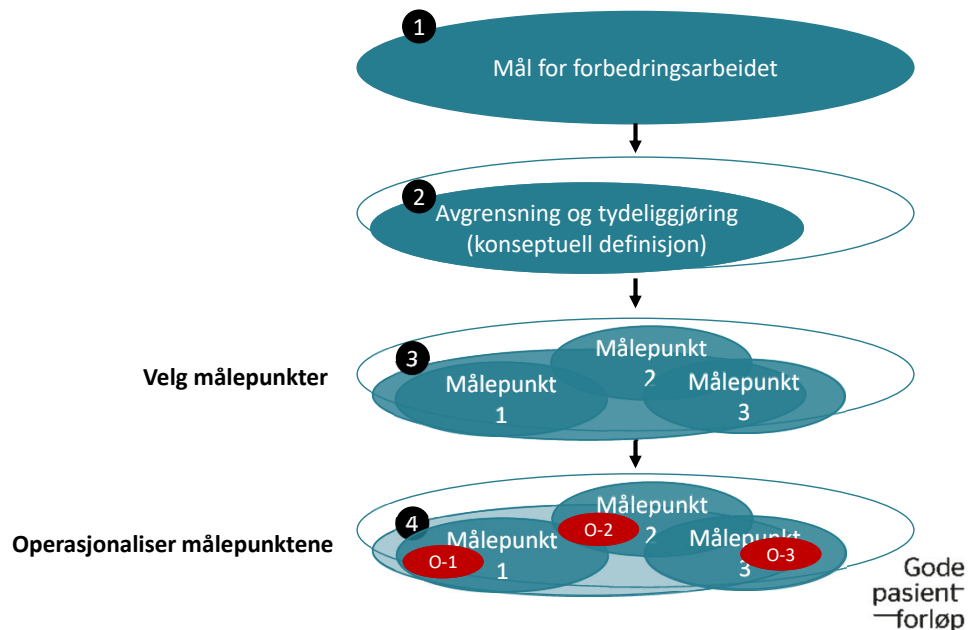 1
Mål for forbedringsarbeidet
2
Avgrensning og tydeliggjøring
(konseptuell definisjon)
Velg målepunkter
3
Målepunkt
2
Målepunkt
1
Målepunkt
3
Operasjonaliser målepunktene
4
Målepunkt
2
O-2
Målepunkt
1
O-1
Målepunkt
3
O-3
Gode
pasient
forløp